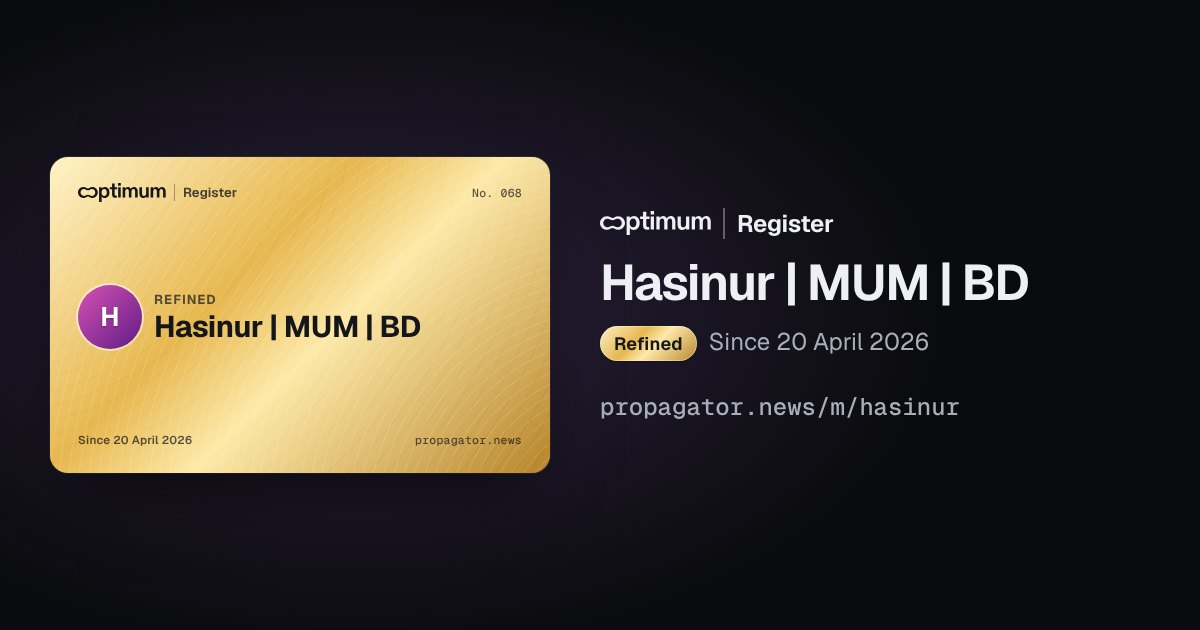 optimum | Register
No. 068
H
REFINED
Hasinur | MUM | BD
Since 20 April 2026
propagator.news
optimum | Register
Hasinur | MUM | BD
Refined
Since 20 April 2026
propagator.news/m/hasinur